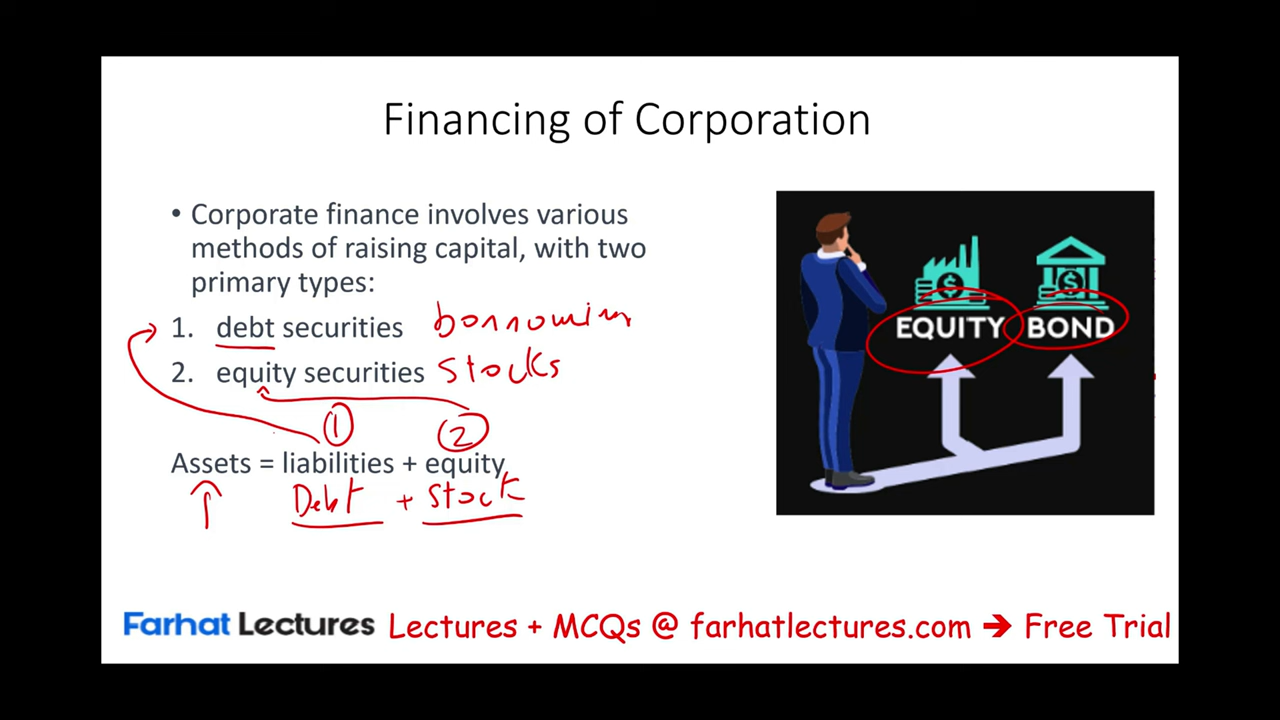 Financing of Corporation
• Corporate finance involves various
methods of raising capital, with two
primary types:
1. debt securities borrowing
2. equity securities stocks
1 2
Assets = liabilities + equity
Debt + Stock
EQUITY BOND
$ $
Farhat Lectures Lectures + MCQs @ farhatlectures.com → Free Trial